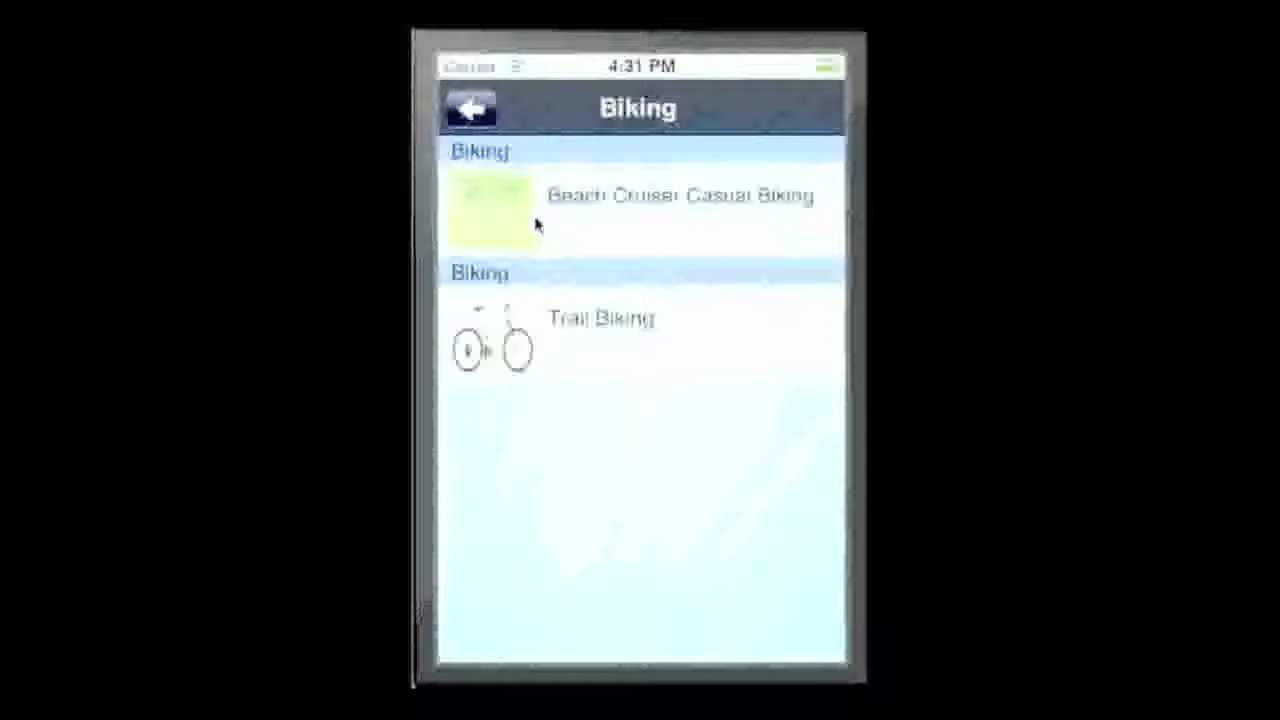 Carrier 4:31 PM
Biking
Biking
Beach Cruiser Casual Biking
Biking
Trail Biking